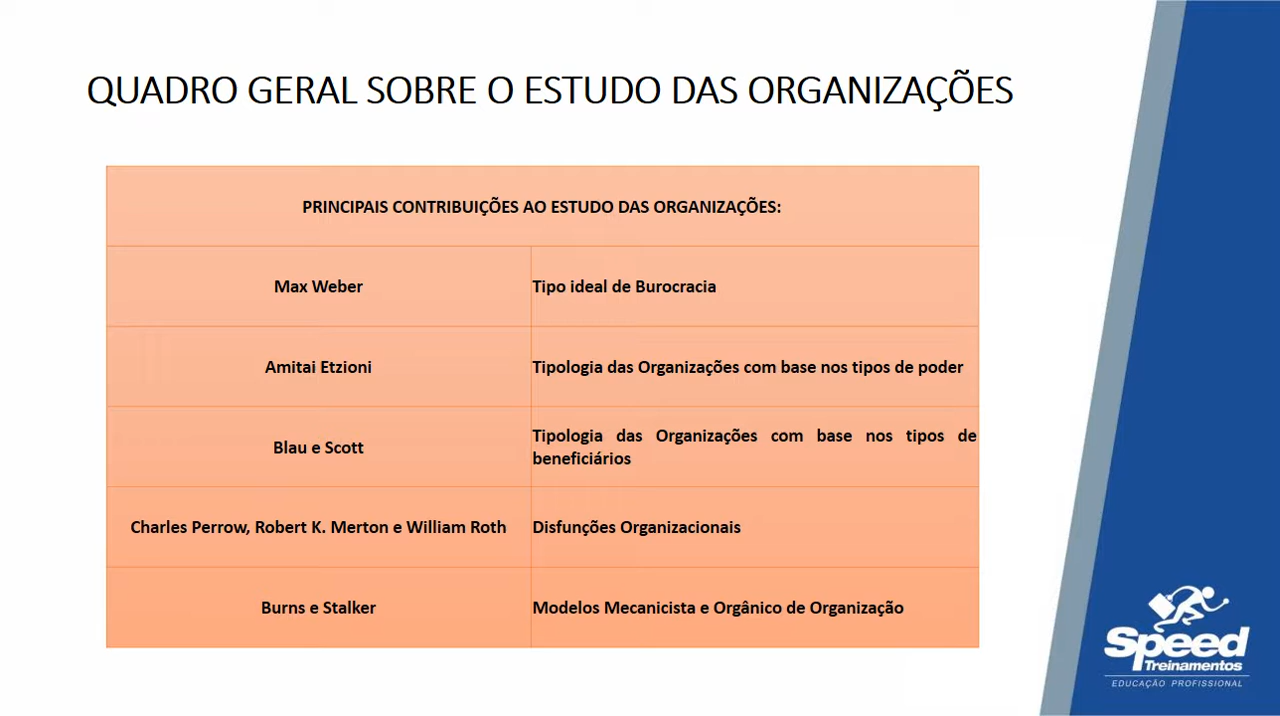 QUADRO GERAL SOBRE O ESTUDO DAS ORGANIZAÇÕES
PRINCIPAIS CONTRIBUIÇÕES AO ESTUDO DAS ORGANIZAÇÕES:
Max Weber
Tipo ideal de Burocracia
Amitai Etzioni
Tipologia das Organizações com base nos tipos de poder
Blau e Scott
Tipologia das Organizações com base nos tipos de
beneficiários
Charles Perrow, Robert K. Merton e William Roth
Disfunções Organizacionais
Burns e Stalker
Modelos Mecanicista e Orgânico de Organização
Speed
Treinamentos
EDUCAÇÃO PROFISSIONAL